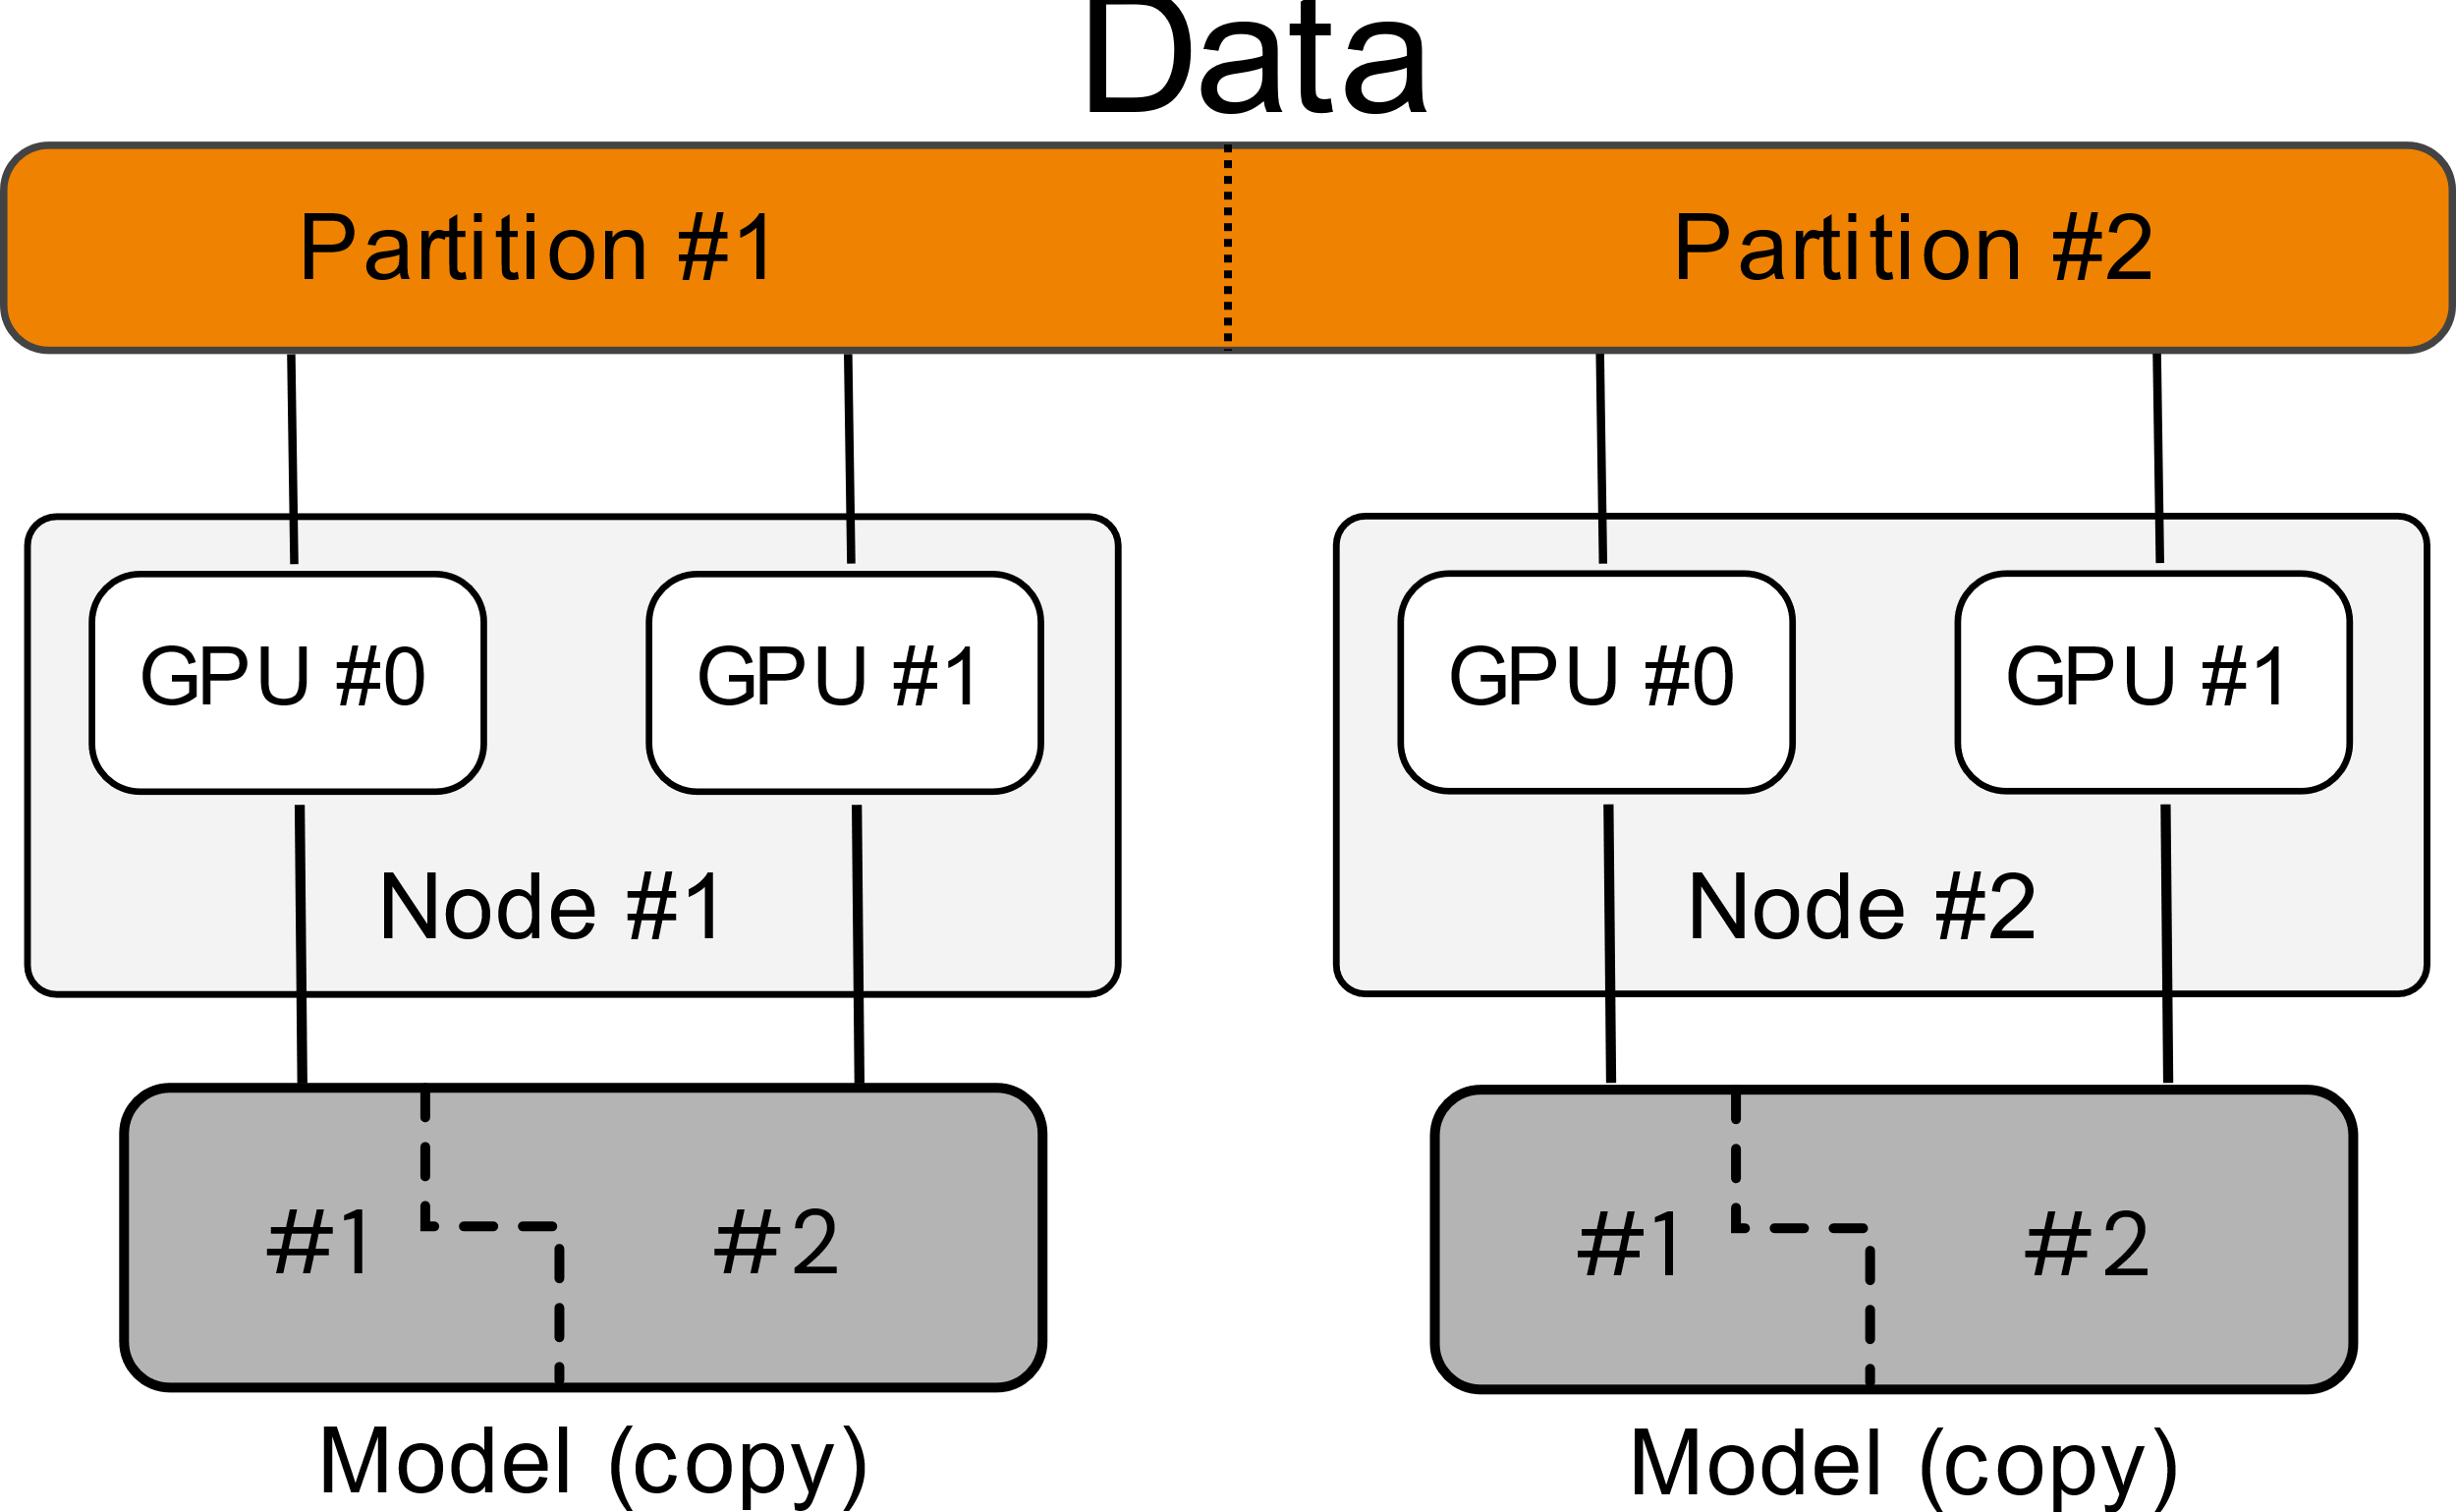 Data
Partition #1
Partition #2
GPU #0
GPU #1
GPU #0
GPU #1
Node #1
Node #2
#1
#2
#1
#2
Model (copy)
Model (copy)